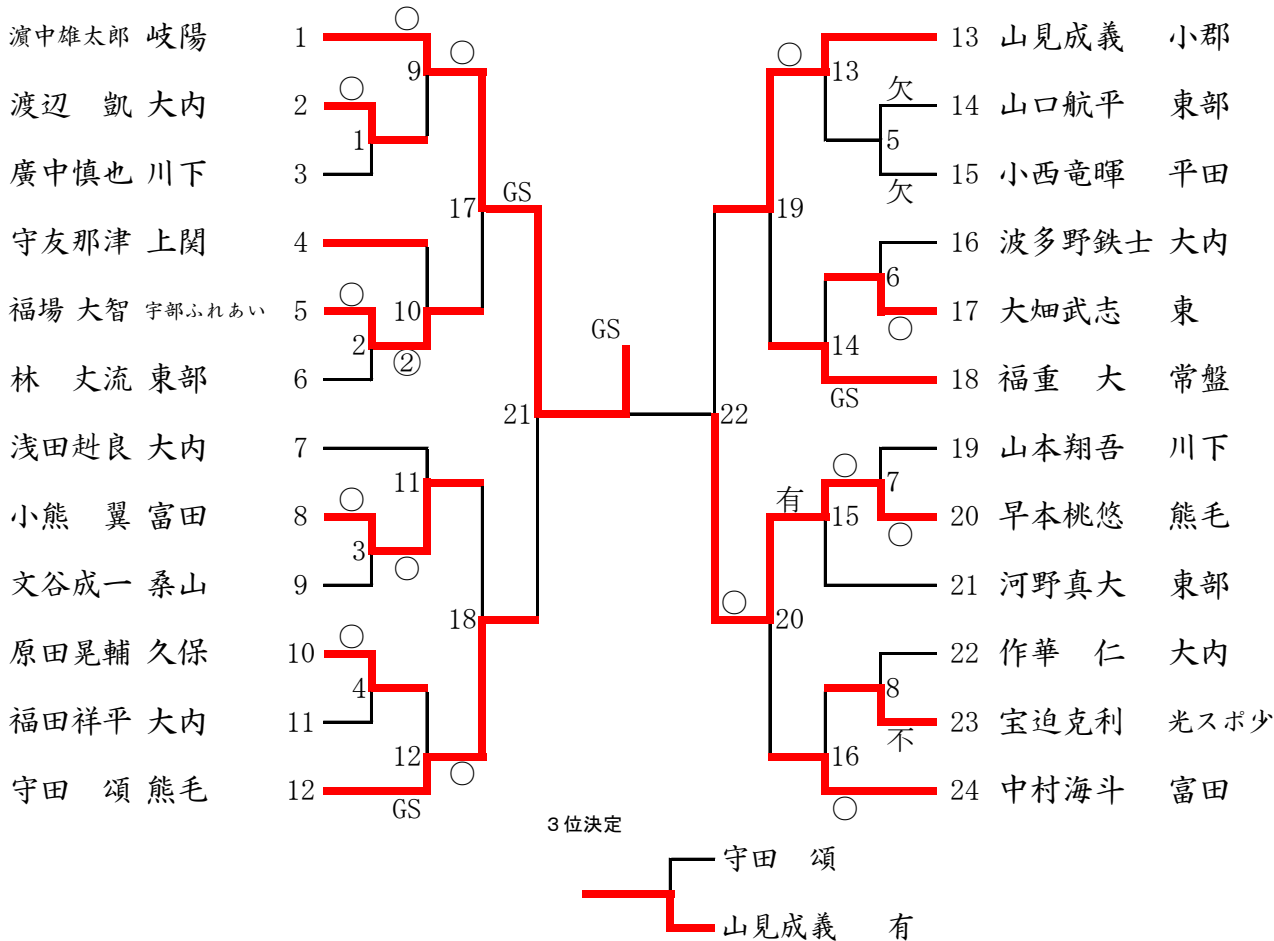 ○
濵中雄太郎 岐陽 1
9 ○
渡辺 凱 大内 2 ○
1
廣中慎也 川下 3
17 GS
守友那津 上関 4
福場 大智 宇部ふれあい 5 ○ 10
2 ②
林 丈流 東部 6
21
浅田赳良 大内 7
11
小熊 翼 富田 8 ○
3 ○
文谷成一 桑山 9
18
原田晃輔 久保 10 ○
4
福田祥平 大内 11
12 ○
守田 頌 熊毛 12 GS
GS
○ 13 13 山見成義 小郡
欠 14 山口航平 東部
5
欠 15 小西竜暉 平田
19
16 波多野鉄士 大内
6
○ 17 大畑武志 東
14
GS 18 福重 大 常盤
22
19 山本翔吾 川下
○ 7
有 15 ○ 20 早本桃悠 熊毛
21 河野真大 東部
○ 20
22 作華 仁 大内
8
不 23 宝迫克利 光スポ少
16
○ 24 中村海斗 富田
3位決定
守田 頌
山見成義 有